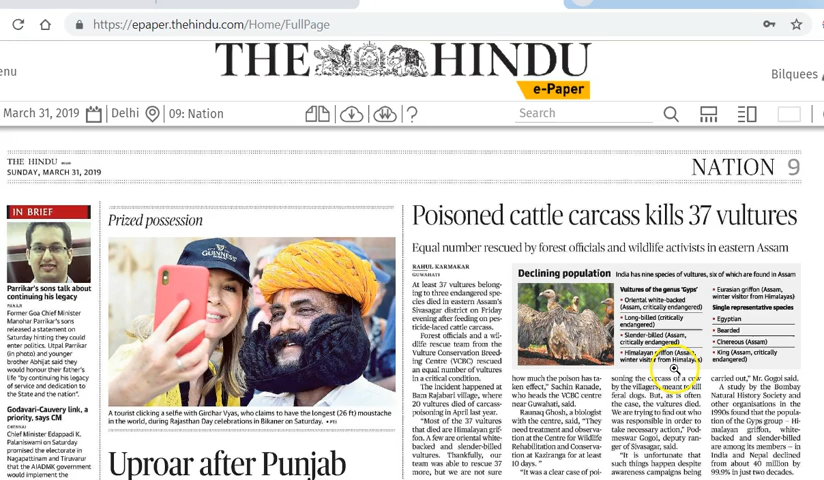 https://epaper.thehindu.com/Home/FullPage
THE HINDU
e-Paper
enu
Bilquees
March 31, 2019
Delhi
09: Nation
?
Search
THE HINDU
SUNDAY, MARCH 31, 2019
NATION 9
IN BRIEF
Parrikar's sons talk about
continuing his legacy
PANAJI
Former Goa Chief Minister
Manohar Parrikar's sons
released a statement on
Saturday hinting they could
enter politics. Utpal Parrikar
(in photo) and younger
brother Abhijat said they
would honour their father's
life "by continuing his legacy
of service and dedication to
the State and the nation".
Godavari-Cauvery link, a
priority, says CM
CHENNAI
Chief Minister Edappadi K.
Palaniswami on Saturday
promised the electorate in
Nagapattinam and Tiruvarur
that the AIADMK government
would implement the
Prized possession
A tourist clicking a selfie with Girdhar Vyas, who claims to have the longest (26 ft) moustache
in the world, during Rajasthan Day celebrations in Bikaner on Saturday. • PTI
Uproar after Punjab
Poisoned cattle carcass kills 37 vultures
Equal number rescued by forest officials and wildlife activists in eastern Assam
RAHUL KARMAKAR
GUWAHATI
At least 37 vultures belong-
ing to three endangered spe-
cies died in eastern Assam's
Sivasagar district on Friday
evening after feeding on pes-
ticide-laced cattle carcass.
Forest officials and a wil-
dlife rescue team from the
Vulture Conservation Breed-
ing Centre (VCBC) rescued
an equal number of vultures
in a critical condition.
The incident happened at
Bam Rajabari village, where
20 vultures died of carcass-
poisoning in April last year.
"Most of the 37 vultures
that died are Himalayan grif-
fon. A few are oriental white-
backed and slender-billed
vultures. Thankfully, our
team was able to rescue 37
more, but we are not sure
Declining population India has nine species of vultures, six of which are found in Assam
Vultures of the genus 'Gyps'
• Oriental white-backed
(Assam, critically endangered)
• Long-billed (critically
endangered)
• Slender-billed (Assam,
critically endangered)
• Himalayan griffon (Assam,
winter visitor from Himalayas)
• Eurasian griffon (Assam,
winter visitor from Himalayas)
Single representative species
• Egyptian
• Bearded
• Cinereous (Assam)
• King (Assam, critically
endangered)
how much the poison has ta-
ken effect," Sachin Ranade,
who heads the VCBC centre
near Guwahati, said.
Raunaq Ghosh, a biologist
with the centre, said, "They
need treatment and observa-
tion at the Centre for Wildlife
Rehabilitation and Conserva-
tion at Kaziranga for at least
10 days. "
"It was a clear case of poi-
soning the carcass of a cow
by the villagers, meant to kill
feral dogs. But, as is often
the case, the vultures died.
We are trying to find out who
was responsible in order to
take necessary action," Pod-
meswar Gogoi, deputy ran-
ger of Sivasagar, said.
"It is unfortunate that
such things happen despite
awareness campaigns being
carried out," Mr. Gogoi said.
A study by the Bombay
Natural History Society and
other organisations in the
1990s found that the popula-
tion of the Gyps group – Hi-
malayan griffon, white-
backed and slender-billed
are among its members – in
India and Nepal declined
from about 40 million by
99.9% in just two decades.